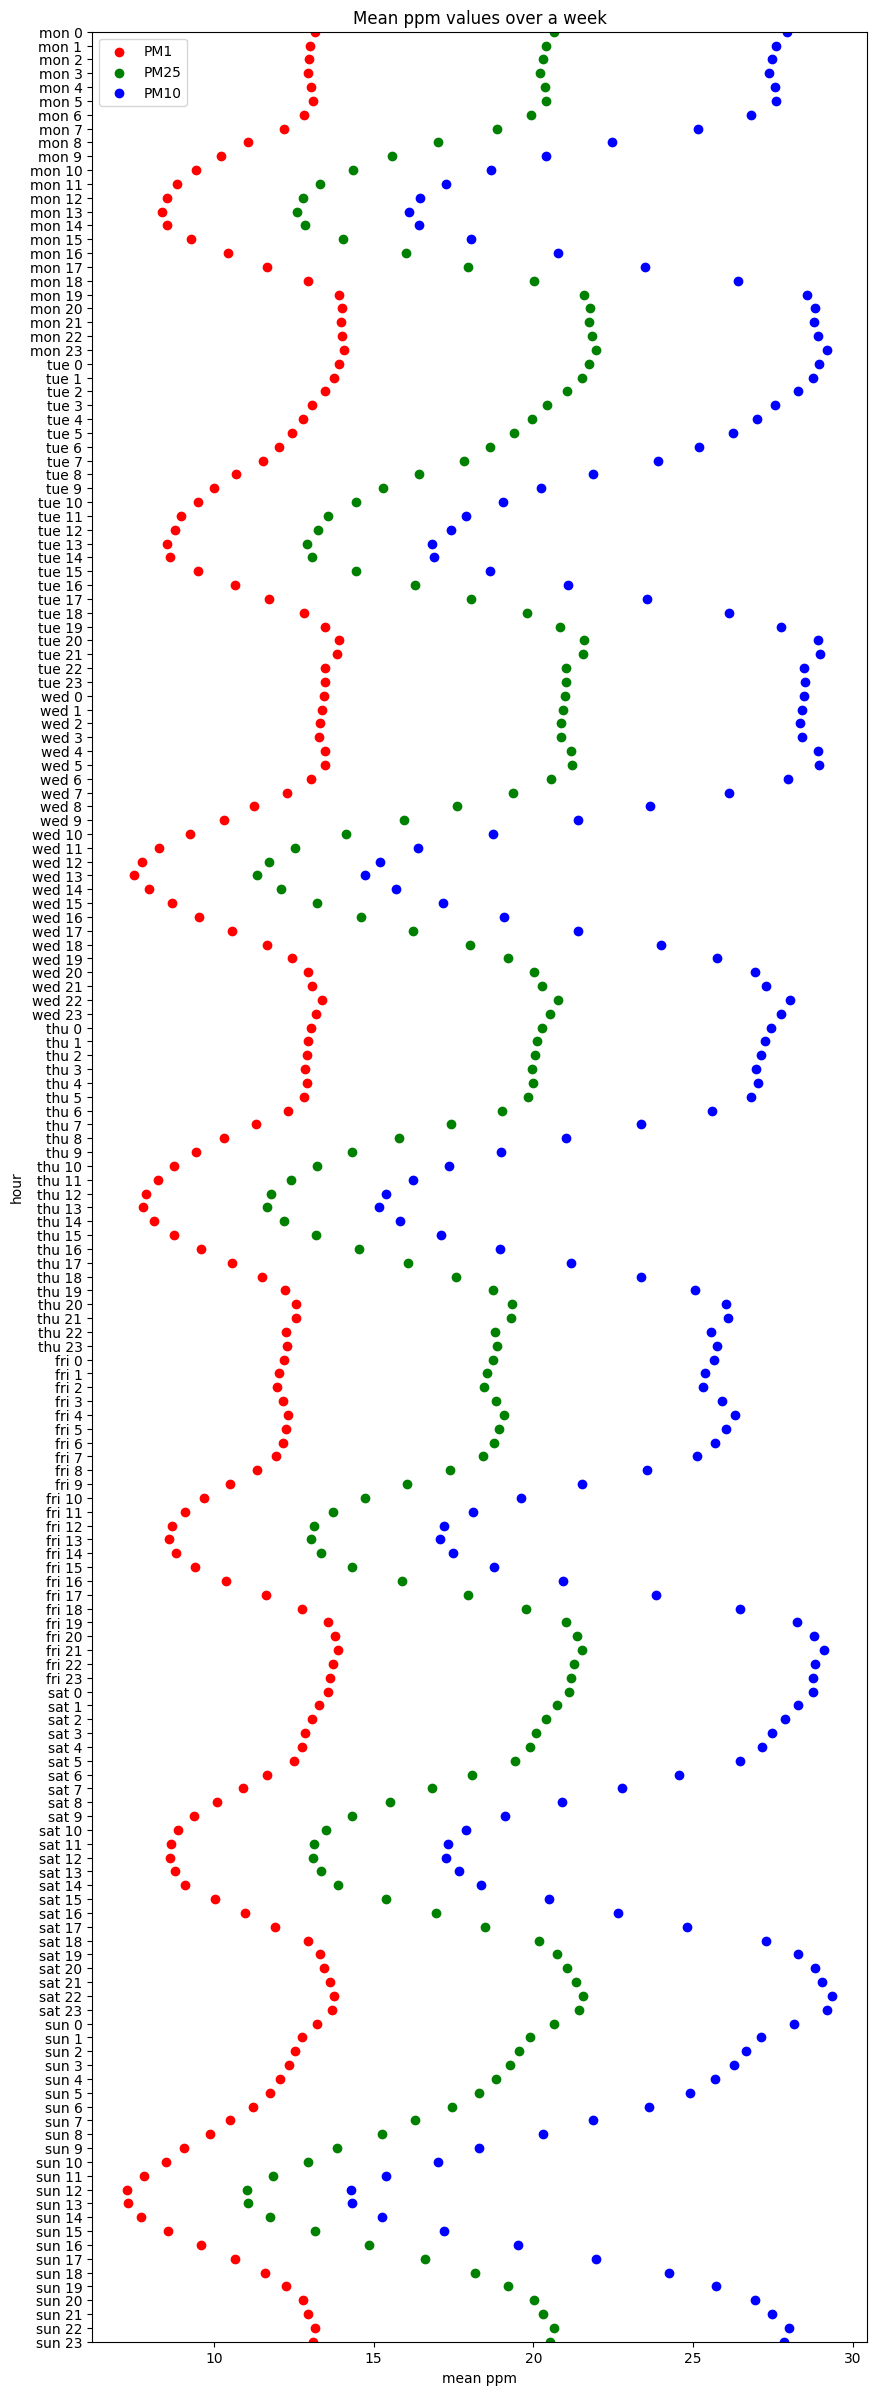 Mean ppm values over a week
PM1
PM25
PM10
mon 0
mon 1
mon 2
mon 3
mon 4
mon 5
mon 6
mon 7
mon 8
mon 9
mon 10
mon 11
mon 12
mon 13
mon 14
mon 15
mon 16
mon 17
mon 18
mon 19
mon 20
mon 21
mon 22
mon 23
tue 0
tue 1
tue 2
tue 3
tue 4
tue 5
tue 6
tue 7
tue 8
tue 9
tue 10
tue 11
tue 12
tue 13
tue 14
tue 15
tue 16
tue 17
tue 18
tue 19
tue 20
tue 21
tue 22
tue 23
wed 0
wed 1
wed 2
wed 3
wed 4
wed 5
wed 6
wed 7
wed 8
wed 9
wed 10
wed 11
wed 12
wed 13
wed 14
wed 15
wed 16
wed 17
wed 18
wed 19
wed 20
wed 21
wed 22
wed 23
thu 0
thu 1
thu 2
thu 3
thu 4
thu 5
thu 6
thu 7
thu 8
thu 9
thu 10
thu 11
thu 12
thu 13
thu 14
thu 15
thu 16
thu 17
thu 18
thu 19
thu 20
thu 21
thu 22
thu 23
fri 0
fri 1
fri 2
fri 3
fri 4
fri 5
fri 6
fri 7
fri 8
fri 9
fri 10
fri 11
fri 12
fri 13
fri 14
fri 15
fri 16
fri 17
fri 18
fri 19
fri 20
fri 21
fri 22
fri 23
sat 0
sat 1
sat 2
sat 3
sat 4
sat 5
sat 6
sat 7
sat 8
sat 9
sat 10
sat 11
sat 12
sat 13
sat 14
sat 15
sat 16
sat 17
sat 18
sat 19
sat 20
sat 21
sat 22
sat 23
sun 0
sun 1
sun 2
sun 3
sun 4
sun 5
sun 6
sun 7
sun 8
sun 9
sun 10
sun 11
sun 12
sun 13
sun 14
sun 15
sun 16
sun 17
sun 18
sun 19
sun 20
sun 21
sun 22
sun 23
hour
10 15 20 25 30
mean ppm